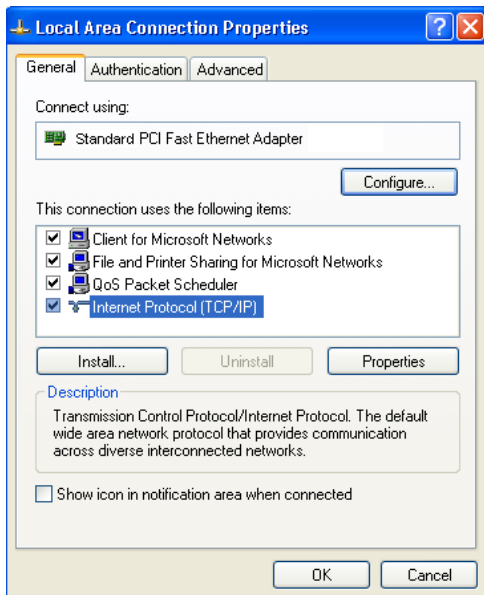 Local Area Connection Properties
?
General Authentication Advanced
Connect using:
Standard PCI Fast Ethernet Adapter
Configure...
This connection uses the following items:
Client for Microsoft Networks
File and Printer Sharing for Microsoft Networks
QoS Packet Scheduler
Internet Protocol (TCP/IP)
Install... Uninstall Properties
Description
Transmission Control Protocol/Internet Protocol. The default
wide area network protocol that provides communication
across diverse interconnected networks.
Show icon in notification area when connected
OK Cancel